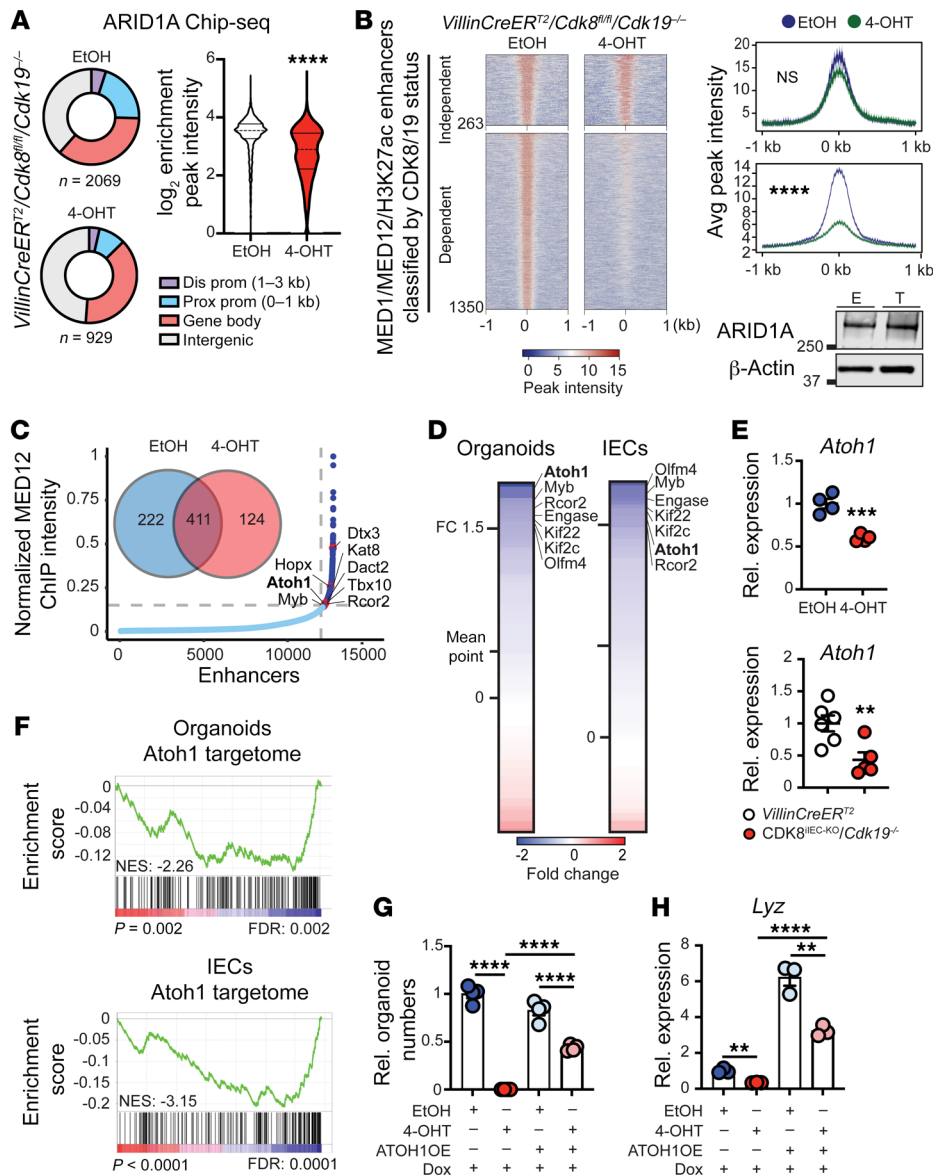 A
ARID1A Chip-seq
VillinCreERT2/Cdk8fl/fl/Cdk19–/–
EtOH
n = 2069
4-OHT
n = 929
log2 enrichment
peak intensity
6
4
2
0
****
EtOH
4-OHT
Dis prom (1–3 kb)
Prox prom (0–1 kb)
Gene body
Intergenic
B
VillinCreERT2/Cdk8fl/fl/Cdk19–/–
EtOH
4-OHT
MED1/MED12/H3K27ac enhancers
classified by CDK8/19 status
Independent
263
Dependent
1350
-1 0 1 -1 0 1 (kb)
0 5 10 15
Peak intensity
EtOH 4-OHT
Avg peak intensity
20
15
10
5
0
NS
-1 kb 0 kb 1 kb
14
12
10
8
6
4
2
****
-1 kb 0 kb 1 kb
E T
ARID1A
250
β-Actin
37
C
Normalized MED12
ChIP intensity
1
0.75
0.5
0.25
0
EtOH 4-OHT
222 411 124
Hopx
Atoh1
Myb
Dtx3
Kat8
Dact2
Tbx10
Rcor2
0 5000 10000 15000
Enhancers
D
Organoids
FC 1.5
Mean
point
0
Atoh1
Myb
Rcor2
Engase
Kif22
Kif2c
Olfm4
IECs
0
Olfm4
Myb
Engase
Kif22
Kif2c
Atoh1
Rcor2
-2 0 2
Fold change
E
Atoh1
Rel. expression
1.5
1
0.5
0
***
EtOH 4-OHT
Atoh1
Rel. expression
2
1.5
1
0.5
0
**
VillinCreERT2
CDK8iIEC-KO/Cdk19-/-
F
Organoids
Atoh1 targetome
Enrichment
score
0
-0.04
-0.08
-0.12
NES: -2.26
P = 0.002
FDR: 0.002
IECs
Atoh1 targetome
Enrichment
score
0
-0.05
-0.1
-0.15
-0.2
NES: -3.15
P < 0.0001
FDR: 0.0001
G
Rel. organoid
numbers
1.5
1
0.5
0
****
****
****
EtOH + – + –
4-OHT – + – +
ATOH1OE – – + +
Dox + + + +
H
Lyz
Rel. expression
8
6
4
2
0
**
****
**
EtOH + – + –
4-OHT – + – +
ATOH1OE – – + +
Dox + + + +